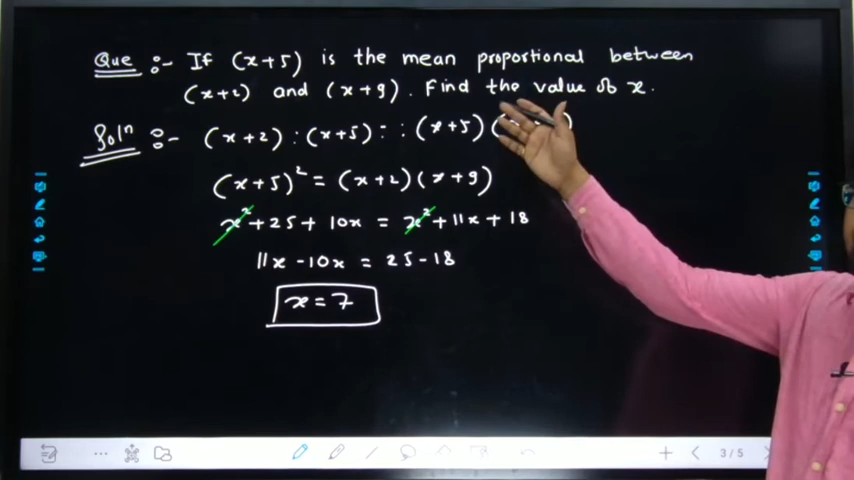 Que :- If (x+5) is the mean proportional between
(x+2) and (x+9). Find the value of x.
Soln :- (x+2) : (x+5) : : (x+5) (
(x+5)² = (x+2)(x+9)
x² + 25 + 10x = x² + 11x + 18
11x - 10x = 25 - 18
x = 7
3/5